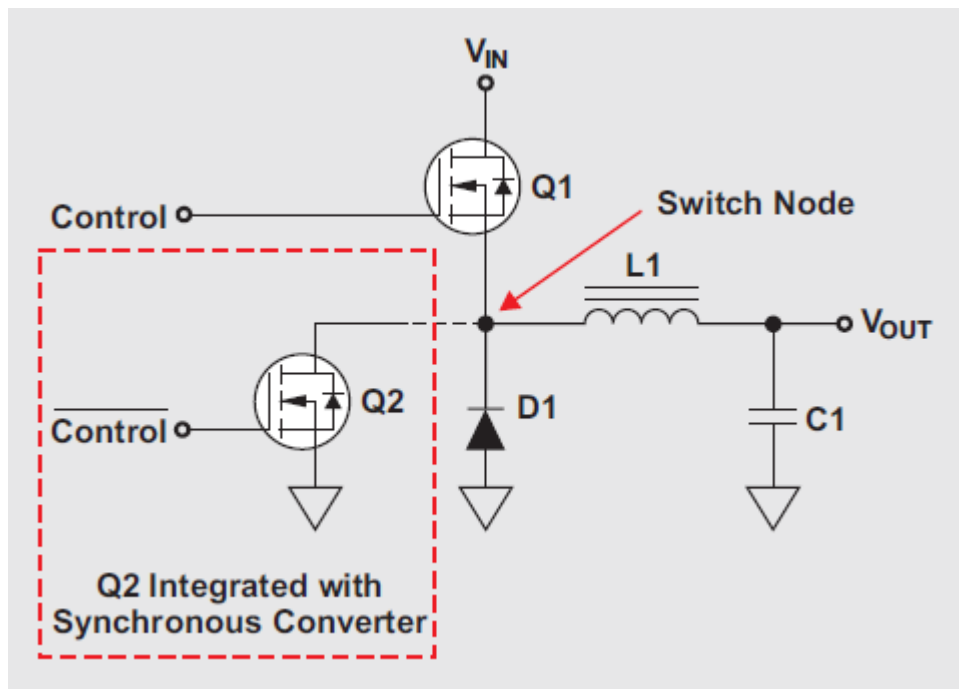 VIN
Q1
Control
Switch Node
L1
VOUT
Q2
D1
Control
C1
Q2 Integrated with
Synchronous Converter